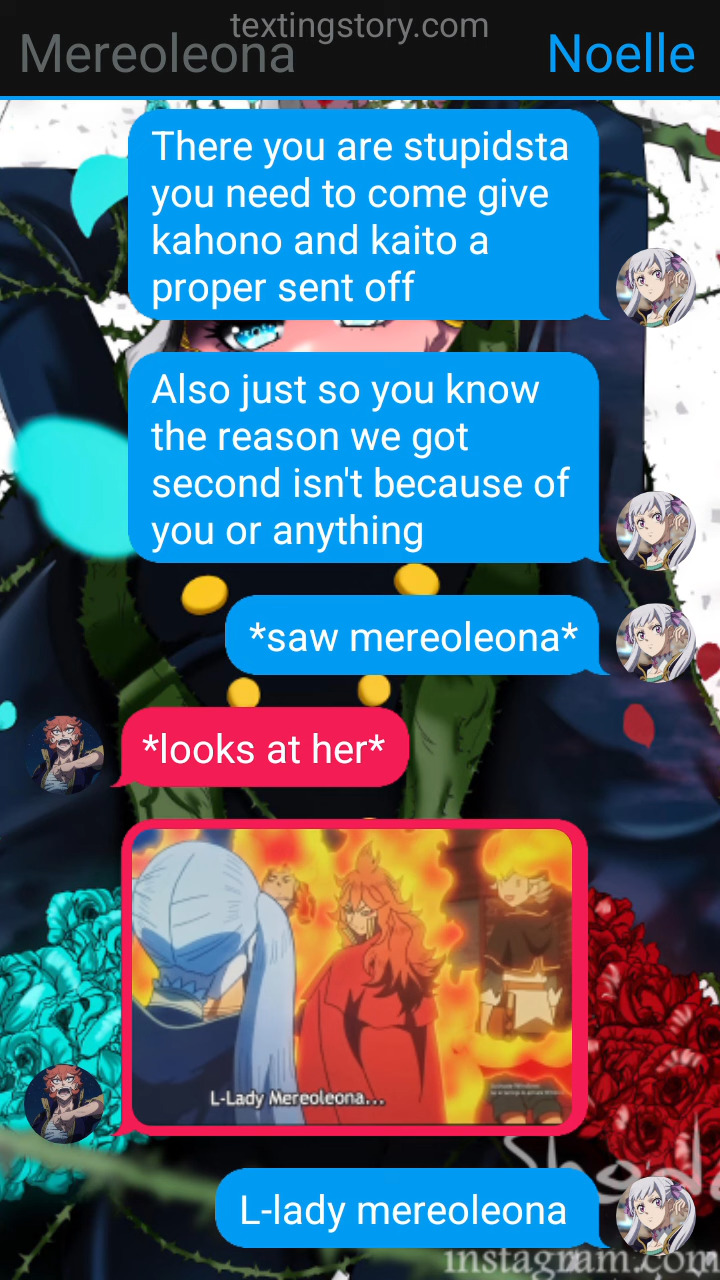 textingstory.com
Mereoleona
Noelle
There you are stupidsta
you need to come give
kahono and kaito a
proper sent off
Also just so you know
the reason we got
second isn't because of
you or anything
*saw mereoleona*
*looks at her*
L-Lady Mereoleona...
L-lady mereoleona
instagram.com